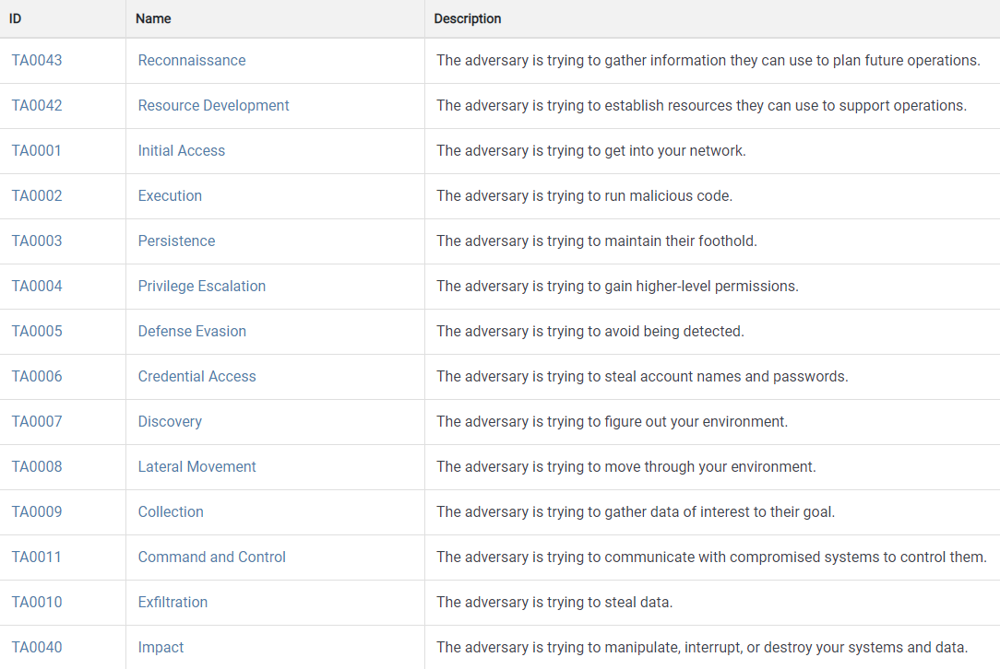 ID Name Description
TA0043 Reconnaissance The adversary is trying to gather information they can use to plan future operations.
TA0042 Resource Development The adversary is trying to establish resources they can use to support operations.
TA0001 Initial Access The adversary is trying to get into your network.
TA0002 Execution The adversary is trying to run malicious code.
TA0003 Persistence The adversary is trying to maintain their foothold.
TA0004 Privilege Escalation The adversary is trying to gain higher-level permissions.
TA0005 Defense Evasion The adversary is trying to avoid being detected.
TA0006 Credential Access The adversary is trying to steal account names and passwords.
TA0007 Discovery The adversary is trying to figure out your environment.
TA0008 Lateral Movement The adversary is trying to move through your environment.
TA0009 Collection The adversary is trying to gather data of interest to their goal.
TA0011 Command and Control The adversary is trying to communicate with compromised systems to control them.
TA0010 Exfiltration The adversary is trying to steal data.
TA0040 Impact The adversary is trying to manipulate, interrupt, or destroy your systems and data.